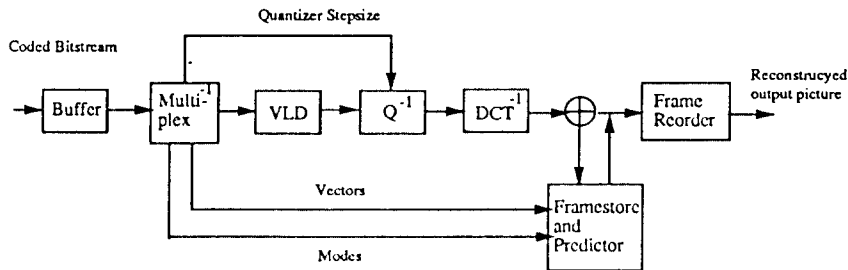 Quantizer Stepsize
Coded Bitstream
Buffer
Multi-1
plex
VLD
Q-1
DCT-1
Frame
Reorder
Reconstrucyed
output picture
Vectors
Framestore
and
Predictor
Modes